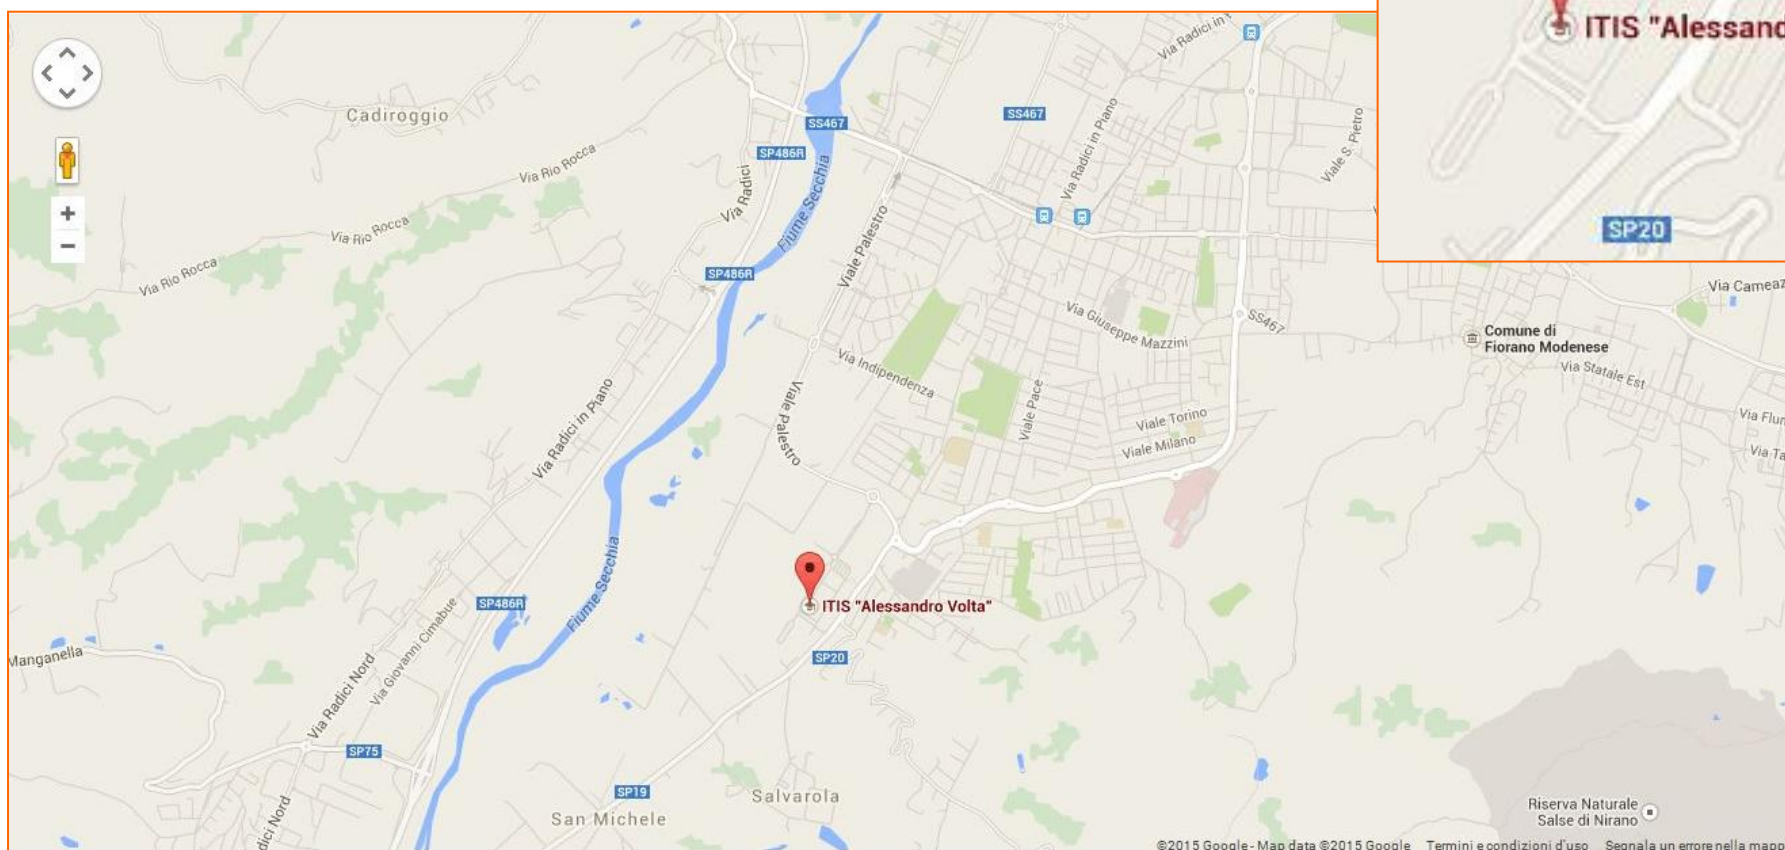 ITIS "Alessand
SP20
Via Radici in
Cadiroggio
SS467
SS467
Via Radici in Piano
Viale S. Pietro
SP486R
Via Rio Rocca
Via Radici
Fiume Secchia
Viale Palestro
Via Rio Rocca
Via Rio Rocca
SP486R
Via Cameaz
Via Giuseppe Mazzini
SS467
Comune di
Fiorano Modenese
Via Statale Est
Via Indipendenza
Viale Palestro
Viale Pace
Viale Torino
Viale Milano
Via Flum
Via Ta
Via Radici in Piano
Fiume Secchia
SP486R
ITIS "Alessandro Volta"
Via Giovanni Cimabue
Manganella
SP20
Via Radici Nord
SP75
SP19
Salvarola
San Michele
dici Nord
Riserva Naturale
Salse di Nirano
©2015 Google - Map data ©2015 Google Termini e condizioni d'uso Segnala un errore nella mapp